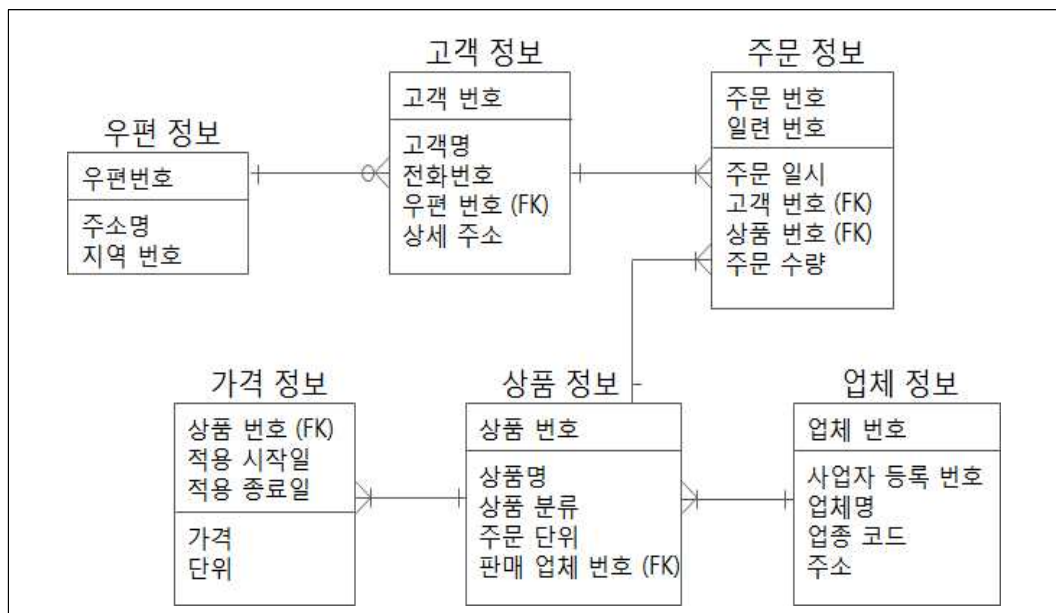 우편 정보
우편번호
주소명
지역 번호
고객 정보
고객 번호
고객명
전화번호
우편 번호 (FK)
상세 주소
주문 정보
주문 번호
일련 번호
주문 일시
고객 번호 (FK)
상품 번호 (FK)
주문 수량
가격 정보
상품 번호 (FK)
적용 시작일
적용 종료일
가격
단위
상품 정보
상품 번호
상품명
상품 분류
주문 단위
판매 업체 번호 (FK)
업체 정보
업체 번호
사업자 등록 번호
업체명
업종 코드
주소